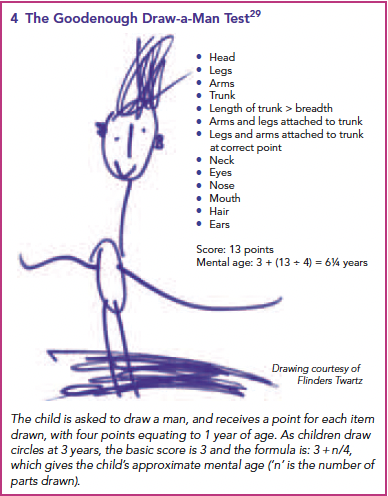 4 The Goodenough Draw-a-Man Test29
• Head
• Legs
• Arms
• Trunk
• Length of trunk > breadth
• Arms and legs attached to trunk
• Legs and arms attached to trunk
at correct point
• Neck
• Eyes
• Nose
• Mouth
• Hair
• Ears
Score: 13 points
Mental age: 3 + (13 ÷ 4) = 6¼ years
Drawing courtesy of
Flinders Twartz
The child is asked to draw a man, and receives a point for each item
drawn, with four points equating to 1 year of age. As children draw
circles at 3 years, the basic score is 3 and the formula is: 3 + n/4,
which gives the child’s approximate mental age (‘n’ is the number of
parts drawn).